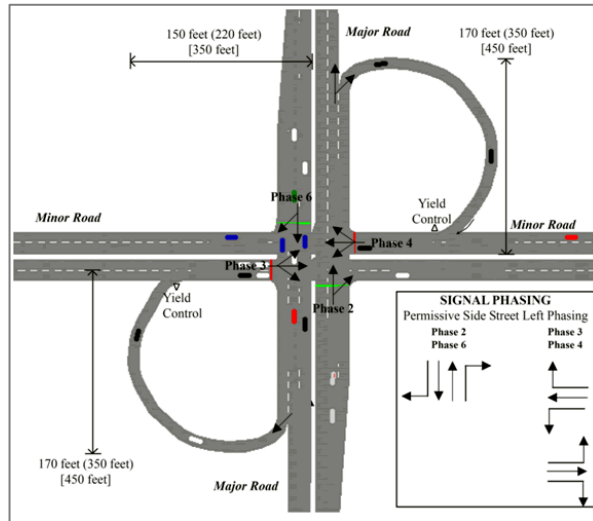 150 feet (220 feet)
[350 feet]
Major Road
170 feet (350 feet)
[450 feet]
Phase 6
Yield
Control
Minor Road
Minor Road
Phase 4
Phase 3
Yield
Control
Phase 2
SIGNAL PHASING
Permissive Side Street Left Phasing
Phase 2
Phase 6
Phase 3
Phase 4
170 feet (350 feet)
[450 feet]
Major Road